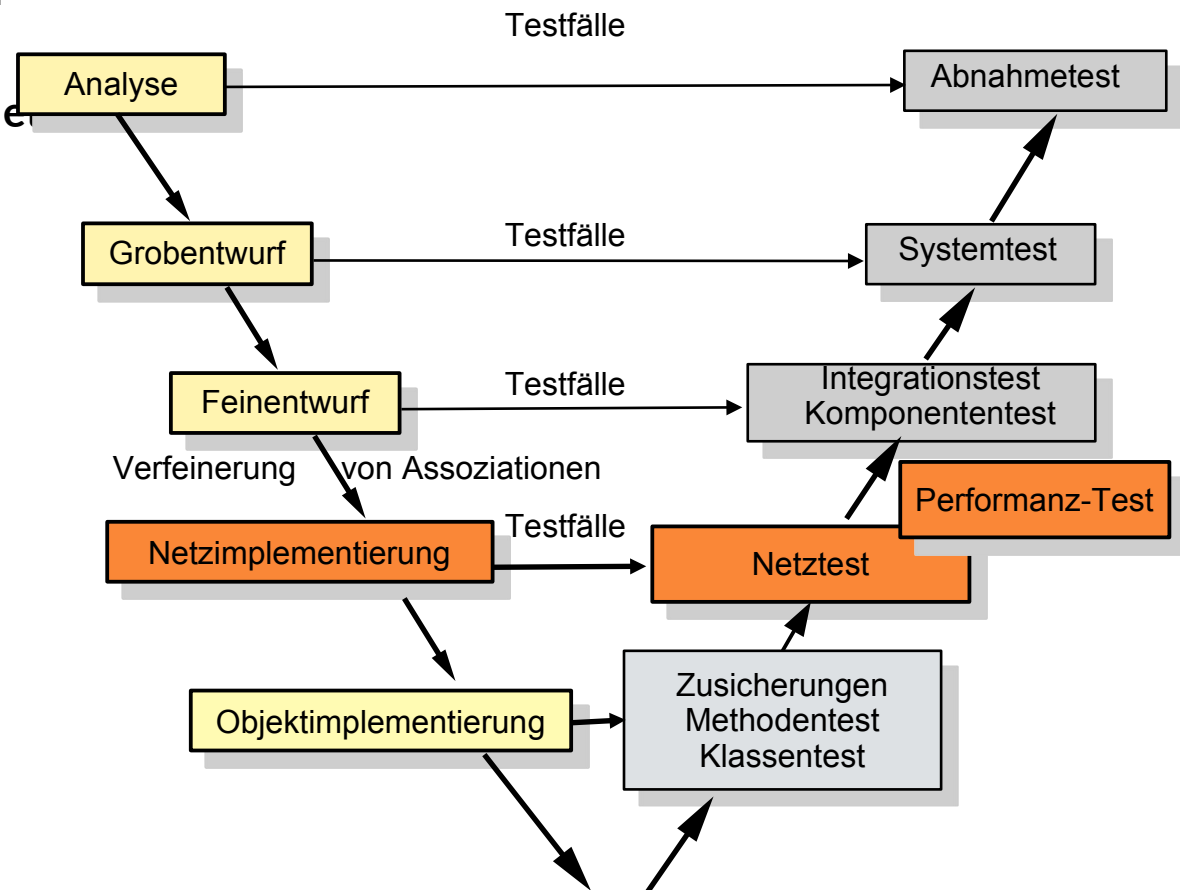 Testfälle
Analyse
Abnahmetest
Testfälle
Grobentwurf
Systemtest
Testfälle
Feinentwurf
Integrationstest
Komponententest
Verfeinerung von Assoziationen
Performanz-Test
Testfälle
Netzimplementierung
Netztest
Objektimplementierung
Zusicherungen
Methodentest
Klassentest